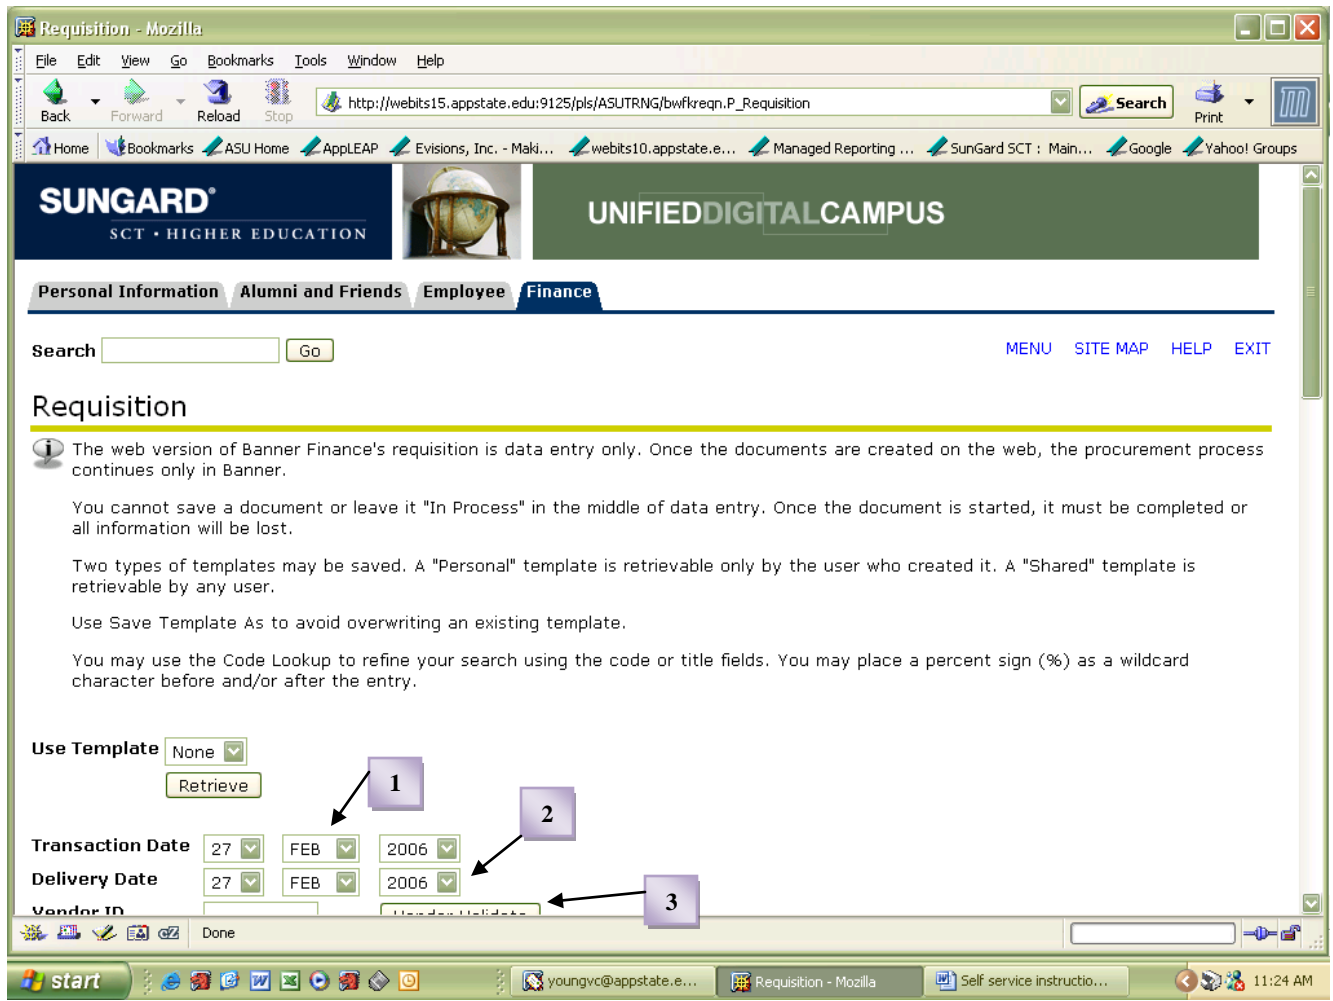 Requisition - Mozilla
File Edit View Go Bookmarks Tools Window Help
Back Forward Reload Stop http://webits15.appstate.edu:9125/pls/ASUTRNG/bwfkreqn.P_Requisition Search Print
Home Bookmarks ASU Home AppLEAP Evisions, Inc. - Maki... webits10.appstate.e... Managed Reporting ... SunGard SCT : Main... Google Yahoo! Groups
SUNGARD®
SCT • HIGHER EDUCATION
UNIFIEDDIGITALCAMPUS
Personal Information Alumni and Friends Employee Finance
Search Go MENU SITE MAP HELP EXIT
Requisition
The web version of Banner Finance's requisition is data entry only. Once the documents are created on the web, the procurement process
continues only in Banner.
You cannot save a document or leave it "In Process" in the middle of data entry. Once the document is started, it must be completed or
all information will be lost.
Two types of templates may be saved. A "Personal" template is retrievable only by the user who created it. A "Shared" template is
retrievable by any user.
Use Save Template As to avoid overwriting an existing template.
You may use the Code Lookup to refine your search using the code or title fields. You may place a percent sign (%) as a wildcard
character before and/or after the entry.
Use Template None
Retrieve
1
2
Transaction Date 27 FEB 2006
Delivery Date 27 FEB 2006
Vendor ID Vendor Validate
3
Done
start youngvc@appstate.e... Requisition - Mozilla Self service instructio... 11:24 AM